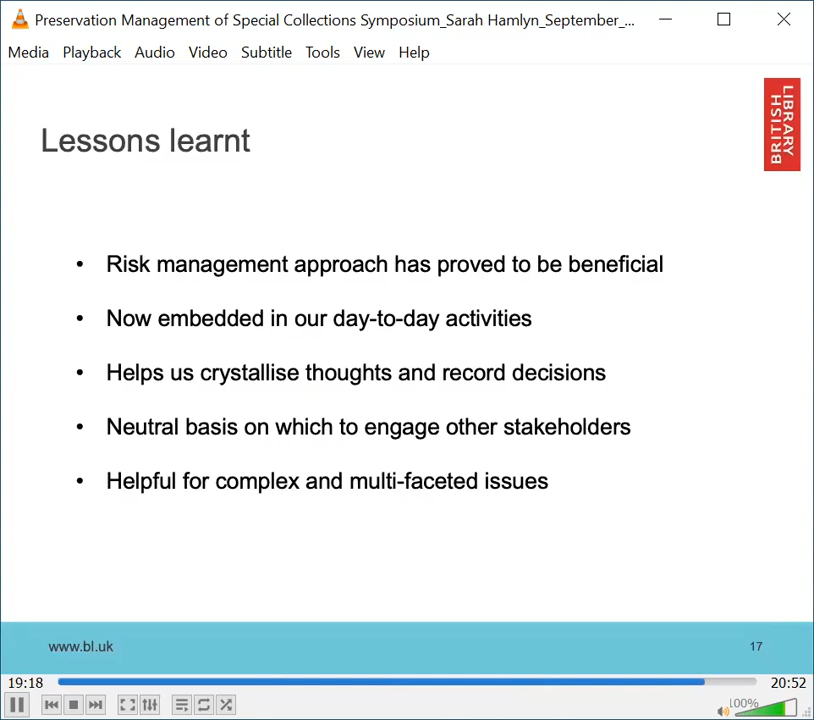 Preservation Management of Special Collections Symposium_Sarah Hamlyn_September_...
Media Playback Audio Video Subtitle Tools View Help
LIBRARY
BRITISH
Lessons learnt
• Risk management approach has proved to be beneficial
• Now embedded in our day-to-day activities
• Helps us crystallise thoughts and record decisions
• Neutral basis on which to engage other stakeholders
• Helpful for complex and multi-faceted issues
www.bl.uk 17
19:18 20:52
100%